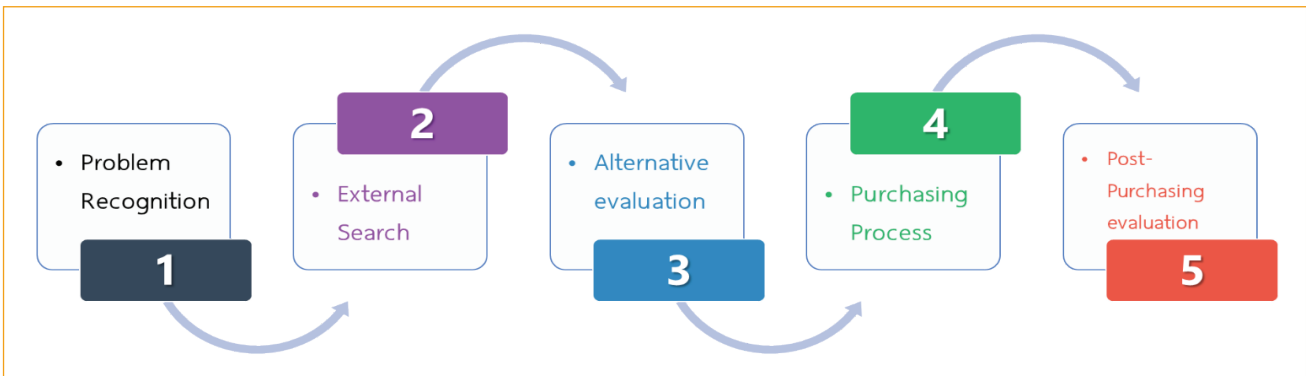 • Problem
Recognition
1
2
• External
Search
• Alternative
evaluation
3
4
• Purchasing
Process
• Post-
Purchasing
evaluation
5